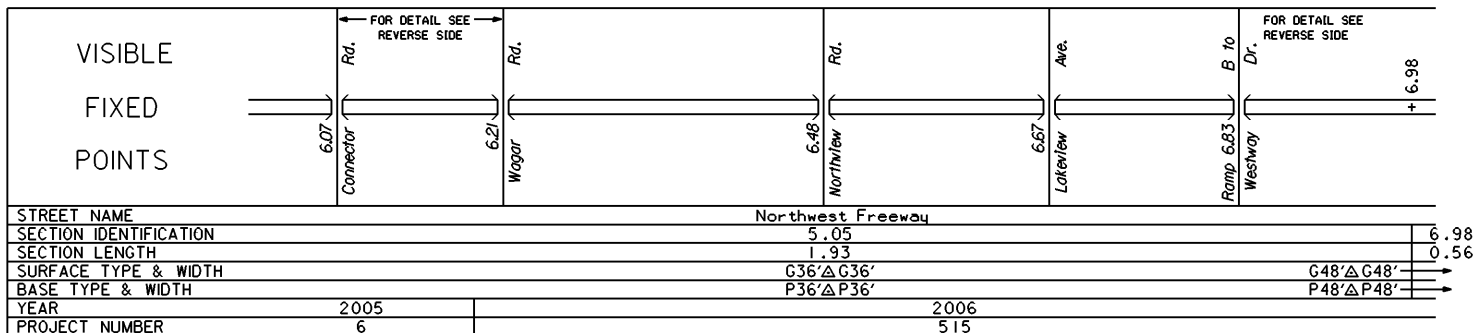 VISIBLE
FIXED
POINTS
FOR DETAIL SEE
REVERSE SIDE
FOR DETAIL SEE
REVERSE SIDE
6.07
Connector Rd.
6.21
Wagar Rd.
6.48
Northview Rd.
6.67
Lakeview Ave.
Ramp 6.83 B to
Westway Dr.
+ 6.98
STREET NAME Northwest Freeway
SECTION IDENTIFICATION 5.05 6.98
SECTION LENGTH 1.93 0.56
SURFACE TYPE & WIDTH G36'△G36' G48'△G48'
BASE TYPE & WIDTH P36'△P36' P48'△P48'
YEAR 2005 2006
PROJECT NUMBER 6 515